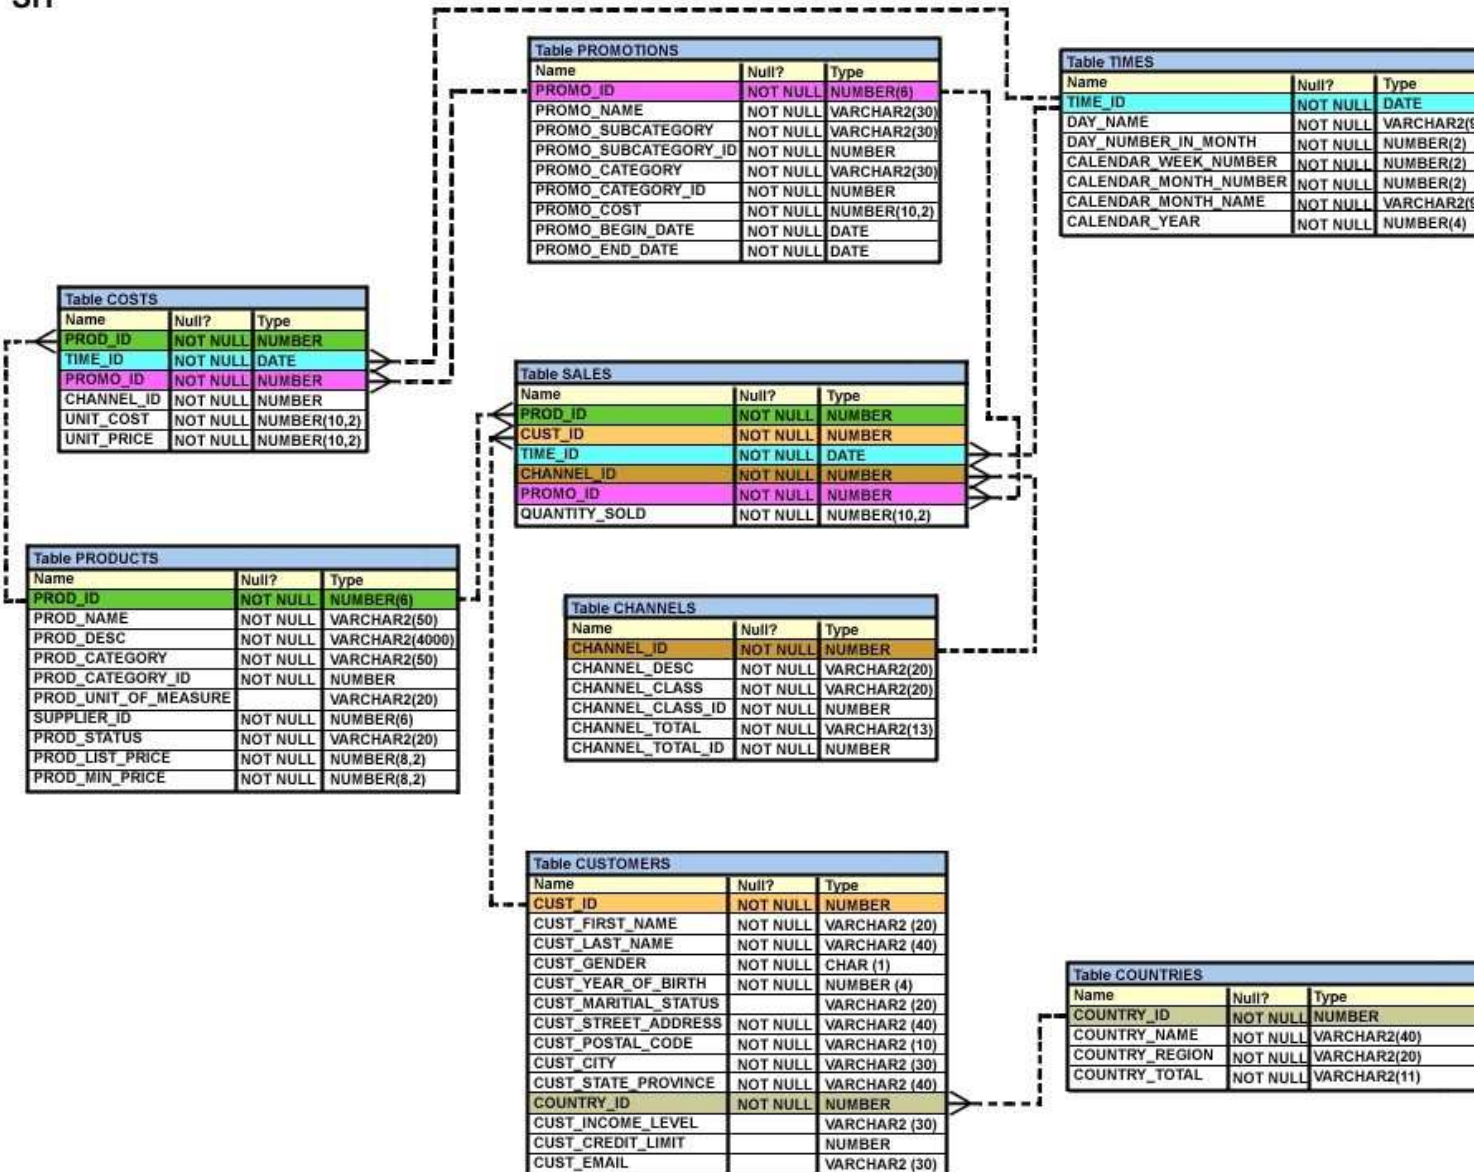 SH
Table PROMOTIONS
Name Null? Type
PROMO_ID NOT NULL NUMBER(6)
PROMO_NAME NOT NULL VARCHAR2(30)
PROMO_SUBCATEGORY NOT NULL VARCHAR2(30)
PROMO_SUBCATEGORY_ID NOT NULL NUMBER
PROMO_CATEGORY NOT NULL VARCHAR2(30)
PROMO_CATEGORY_ID NOT NULL NUMBER
PROMO_COST NOT NULL NUMBER(10,2)
PROMO_BEGIN_DATE NOT NULL DATE
PROMO_END_DATE NOT NULL DATE
Table TIMES
Name Null? Type
TIME_ID NOT NULL DATE
DAY_NAME NOT NULL VARCHAR2(9
DAY_NUMBER_IN_MONTH NOT NULL NUMBER(2)
CALENDAR_WEEK_NUMBER NOT NULL NUMBER(2)
CALENDAR_MONTH_NUMBER NOT NULL NUMBER(2)
CALENDAR_MONTH_NAME NOT NULL VARCHAR2(9
CALENDAR_YEAR NOT NULL NUMBER(4)
Table COSTS
Name Null? Type
PROD_ID NOT NULL NUMBER
TIME_ID NOT NULL DATE
PROMO_ID NOT NULL NUMBER
CHANNEL_ID NOT NULL NUMBER
UNIT_COST NOT NULL NUMBER(10,2)
UNIT_PRICE NOT NULL NUMBER(10,2)
Table SALES
Name Null? Type
PROD_ID NOT NULL NUMBER
CUST_ID NOT NULL NUMBER
TIME_ID NOT NULL DATE
CHANNEL_ID NOT NULL NUMBER
PROMO_ID NOT NULL NUMBER
QUANTITY_SOLD NOT NULL NUMBER(10,2)
Table PRODUCTS
Name Null? Type
PROD_ID NOT NULL NUMBER(6)
PROD_NAME NOT NULL VARCHAR2(50)
PROD_DESC NOT NULL VARCHAR2(4000)
PROD_CATEGORY NOT NULL VARCHAR2(50)
PROD_CATEGORY_ID NOT NULL NUMBER
PROD_UNIT_OF_MEASURE VARCHAR2(20)
SUPPLIER_ID NOT NULL NUMBER(6)
PROD_STATUS NOT NULL VARCHAR2(20)
PROD_LIST_PRICE NOT NULL NUMBER(8,2)
PROD_MIN_PRICE NOT NULL NUMBER(8,2)
Table CHANNELS
Name Null? Type
CHANNEL_ID NOT NULL NUMBER
CHANNEL_DESC NOT NULL VARCHAR2(20)
CHANNEL_CLASS NOT NULL VARCHAR2(20)
CHANNEL_CLASS_ID NOT NULL NUMBER
CHANNEL_TOTAL NOT NULL VARCHAR2(13)
CHANNEL_TOTAL_ID NOT NULL NUMBER
Table CUSTOMERS
Name Null? Type
CUST_ID NOT NULL NUMBER
CUST_FIRST_NAME NOT NULL VARCHAR2 (20)
CUST_LAST_NAME NOT NULL VARCHAR2 (40)
CUST_GENDER NOT NULL CHAR (1)
CUST_YEAR_OF_BIRTH NOT NULL NUMBER (4)
CUST_MARITIAL_STATUS VARCHAR2 (20)
CUST_STREET_ADDRESS NOT NULL VARCHAR2 (40)
CUST_POSTAL_CODE NOT NULL VARCHAR2 (10)
CUST_CITY NOT NULL VARCHAR2 (30)
CUST_STATE_PROVINCE NOT NULL VARCHAR2 (40)
COUNTRY_ID NOT NULL NUMBER
CUST_INCOME_LEVEL VARCHAR2 (30)
CUST_CREDIT_LIMIT NUMBER
CUST_EMAIL VARCHAR2 (30)
Table COUNTRIES
Name Null? Type
COUNTRY_ID NOT NULL NUMBER
COUNTRY_NAME NOT NULL VARCHAR2(40)
COUNTRY_REGION NOT NULL VARCHAR2(20)
COUNTRY_TOTAL NOT NULL VARCHAR2(11)